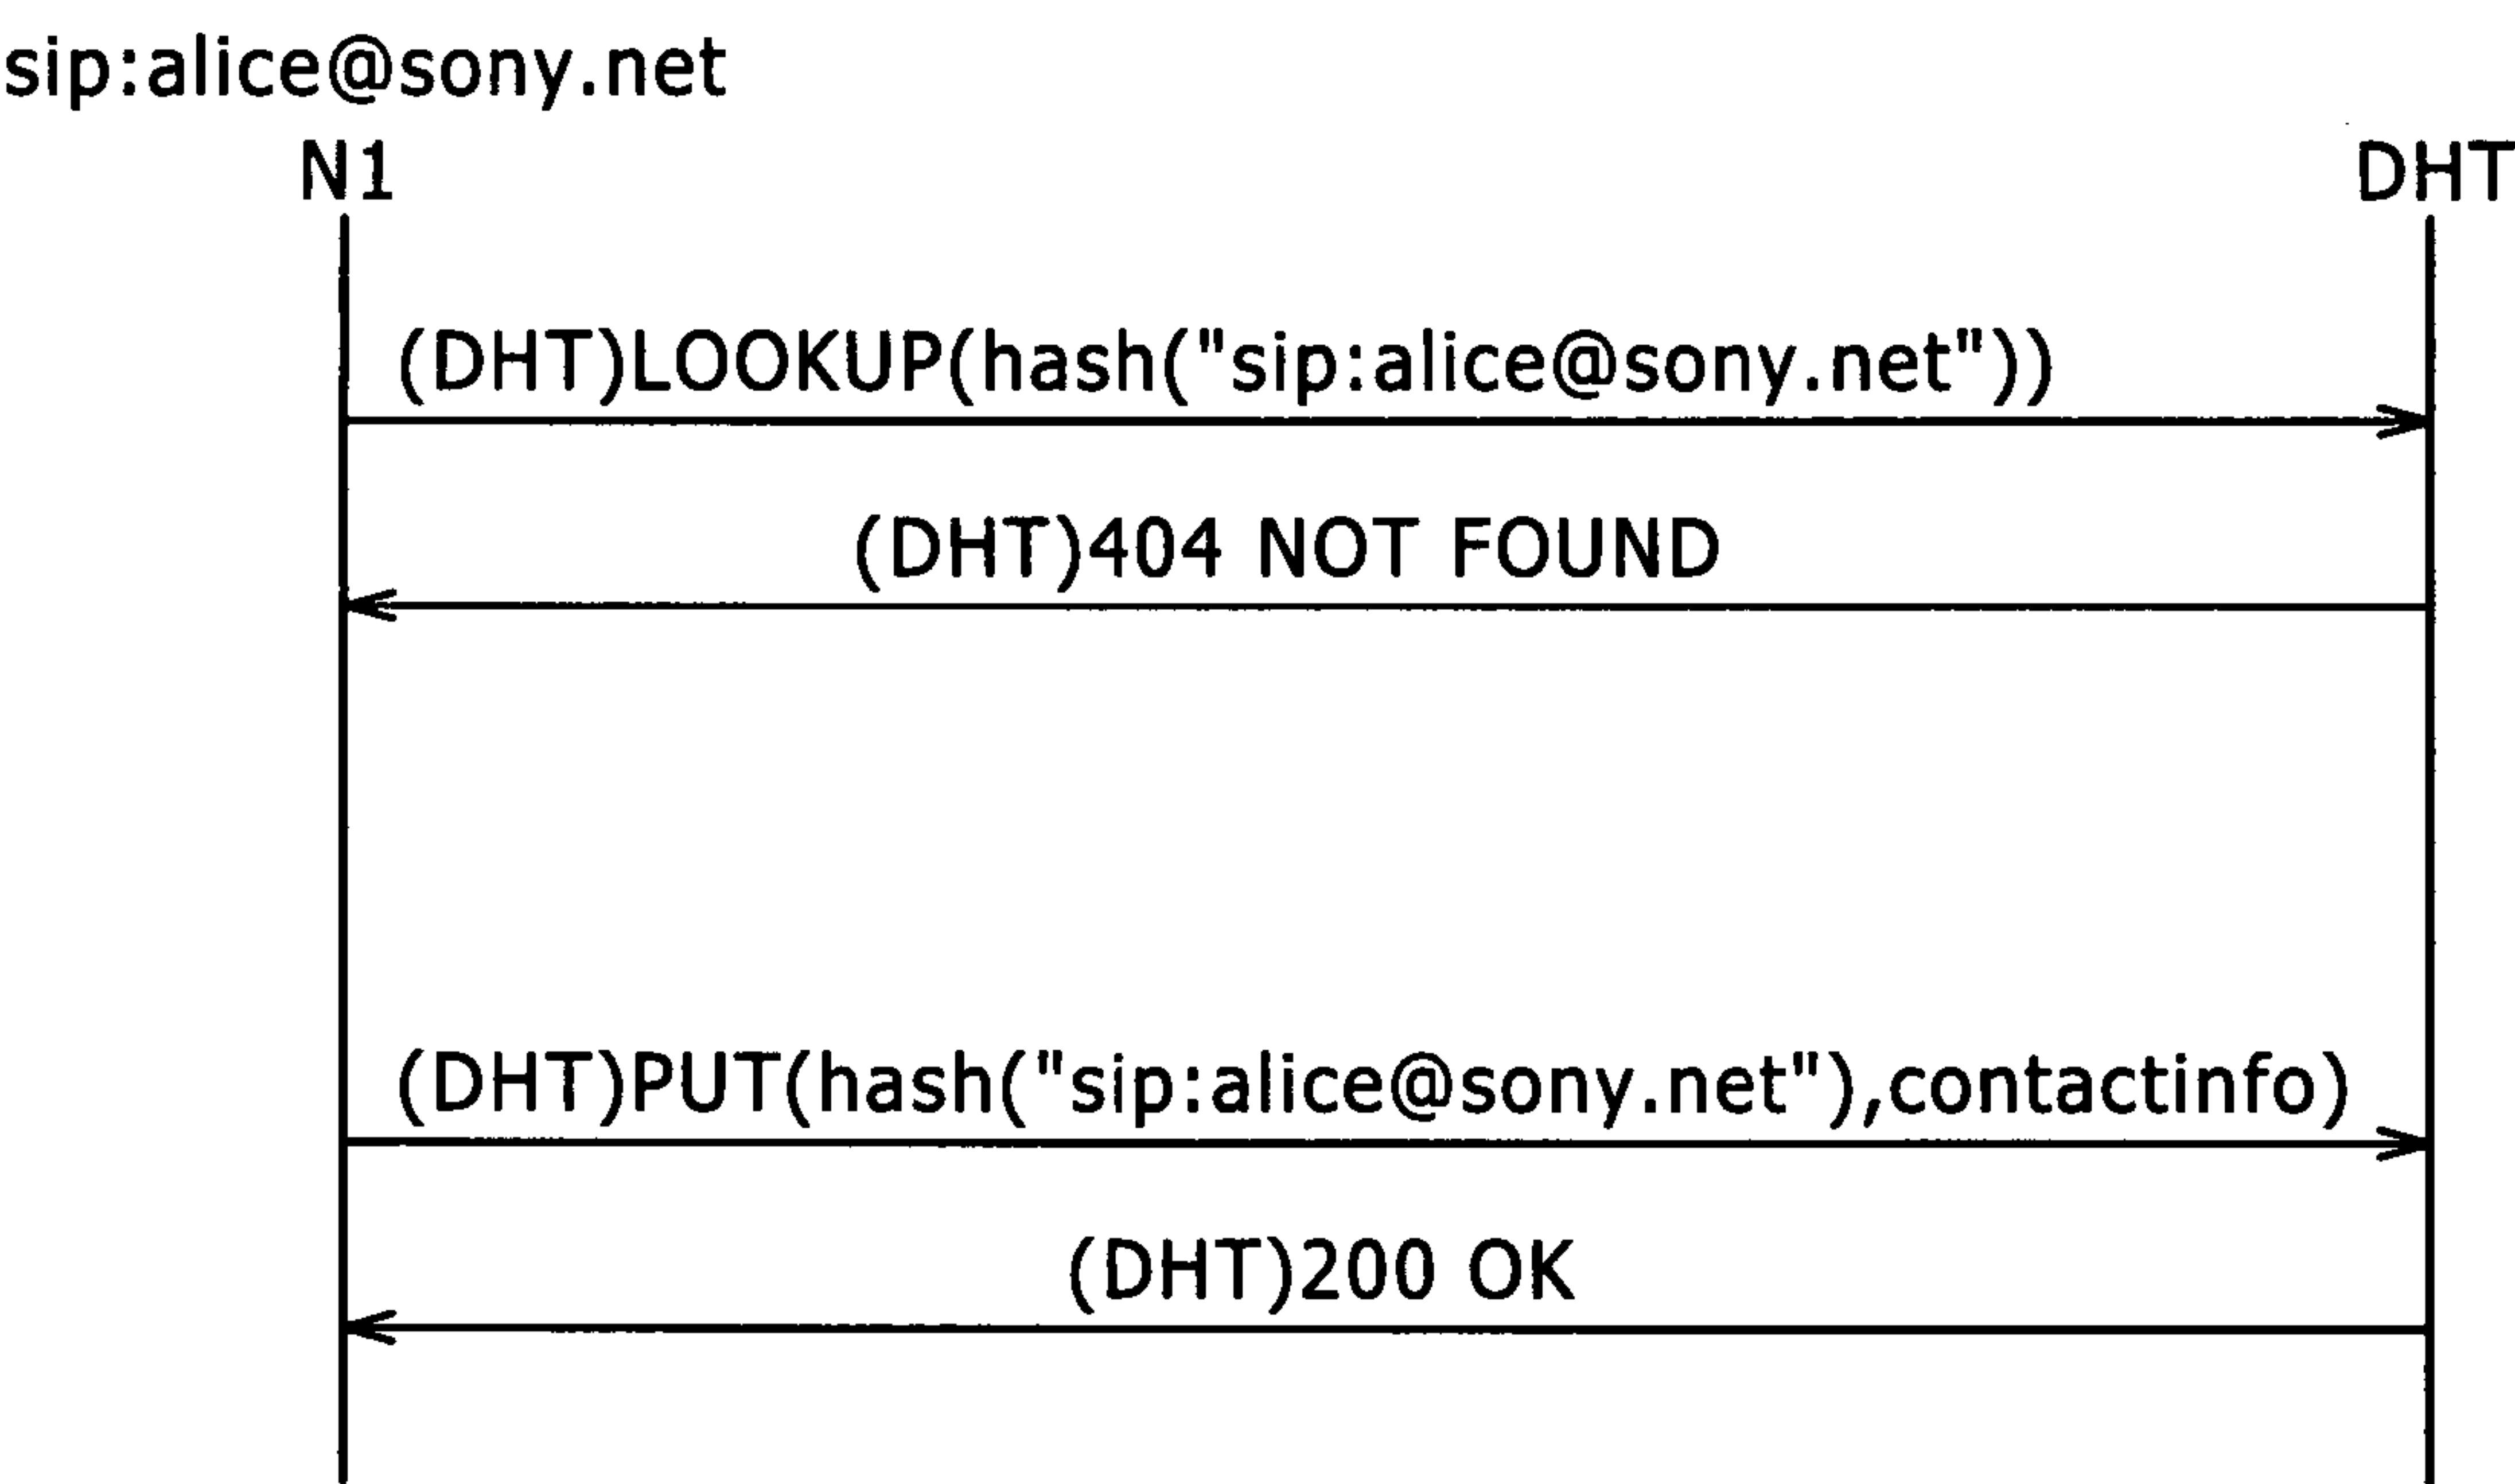 sip:alice@sony.net
N1 DHT
(DHT)LOOKUP(hash("sip:alice@sony.net"))
(DHT)404 NOT FOUND
(DHT)PUT(hash("sip:alice@sony.net"),contactinfo)
(DHT)200 OK